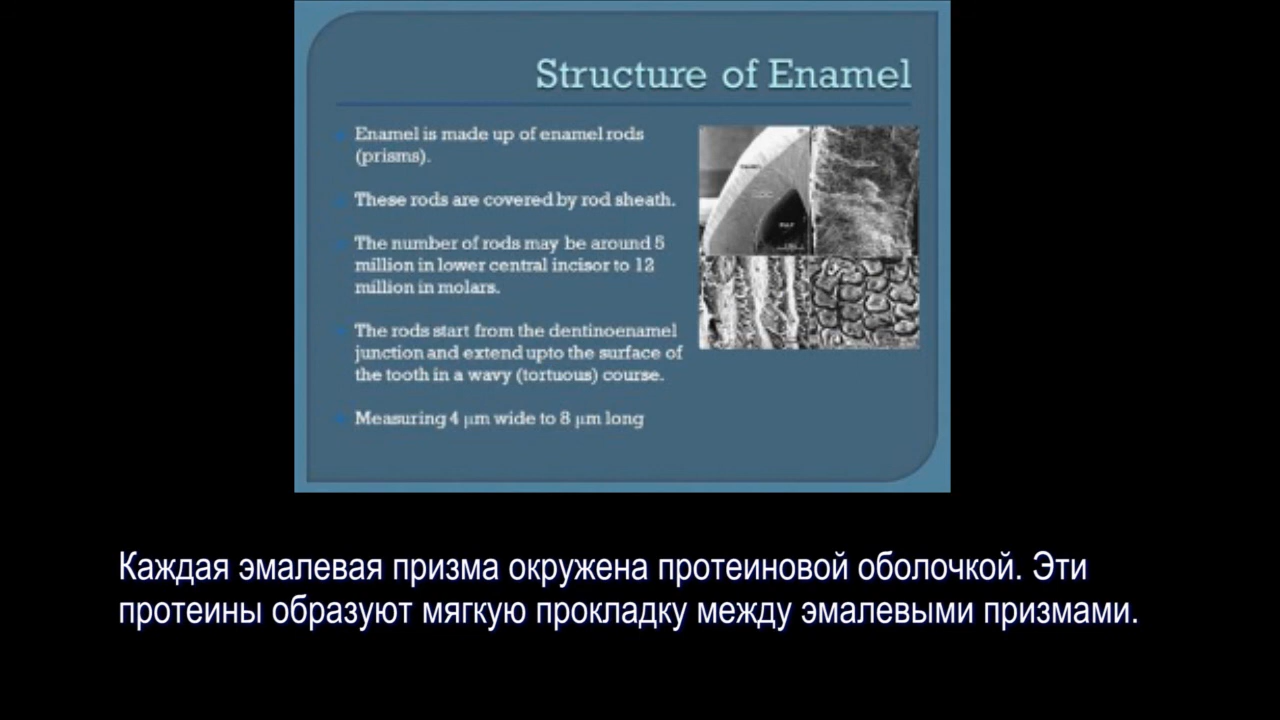 Structure of Enamel
Enamel is made up of enamel rods
(prisms).
These rods are covered by rod sheath.
The number of rods may be around 5
million in lower central incisor to 12
million in molars.
The rods start from the dentinoenamel
junction and extend upto the surface of
the tooth in a wavy (tortuous) course.
Measuring 4 μm wide to 8 μm long
Каждая эмалевая призма окружена протеиновой оболочкой. Эти
протеины образуют мягкую прокладку между эмалевыми призмами.